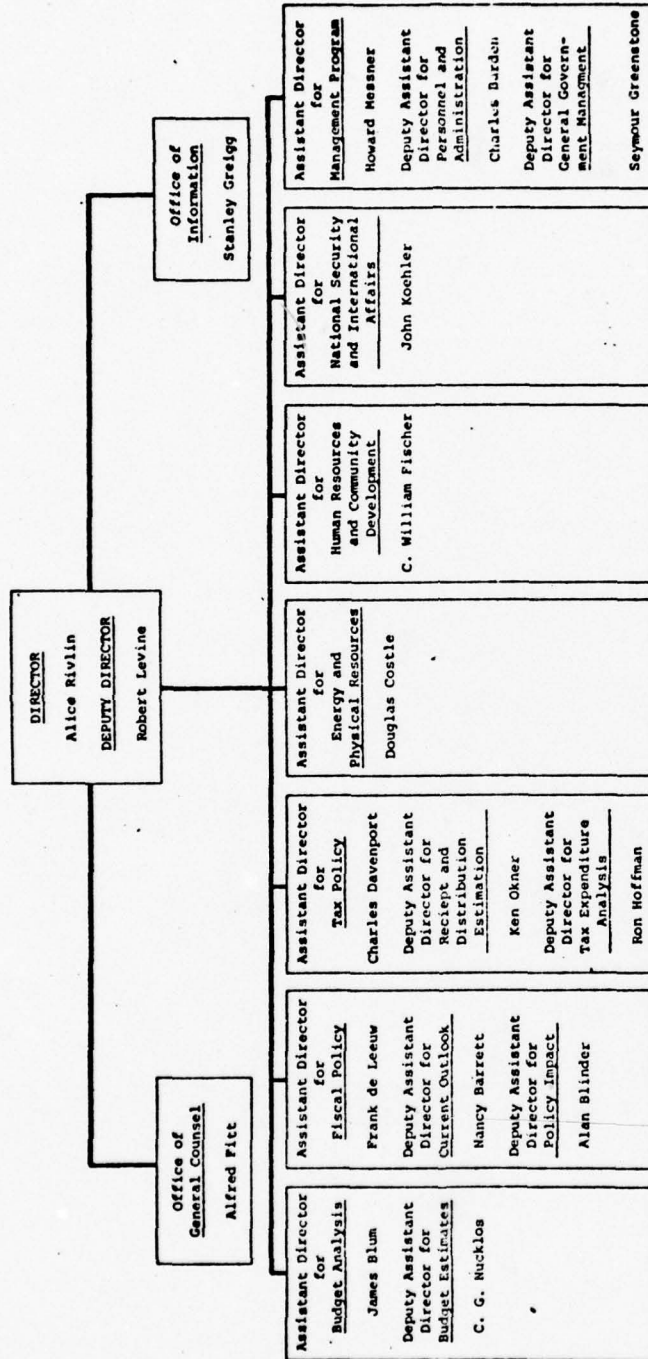 DIRECTOR
Alice Rivlin
DEPUTY DIRECTOR
Robert Levine
Office of
General Counsel
Alfred Fitt
Office of
Information
Stanley Greigg
Assistant Director
for
Budget Analysis
James Blum
Deputy Assistant
Director for
Budget Estimates
C. G. Nucklos
Assistant Director
for
Fiscal Policy
Frank de Leeuw
Deputy Assistant
Director for
Current Outlook
Nancy Barrett
Deputy Assistant
Director for
Policy Impact
Alan Blinder
Assistant Director
for
Tax Policy
Charles Davenport
Deputy Assistant
Director for
Reciept and
Distribution
Estimation
Ken Okner
Deputy Assistant
Director for
Tax Expenditure
Analysis
Ron Hoffman
Assistant Director
for
Energy and
Physical Resources
Douglas Costle
Assistant Director
for
Human Resources
and Community
Development
C. William Fischer
Assistant Director
for
National Security
and International
Affairs
John Koehler
Assistant Director
for
Management Program
Howard Messner
Deputy Assistant
Director for
Personnel and
Administration
Charles Burden
Deputy Assistant
Director for
General Govern-
ment Managment
Seymour Greenstone